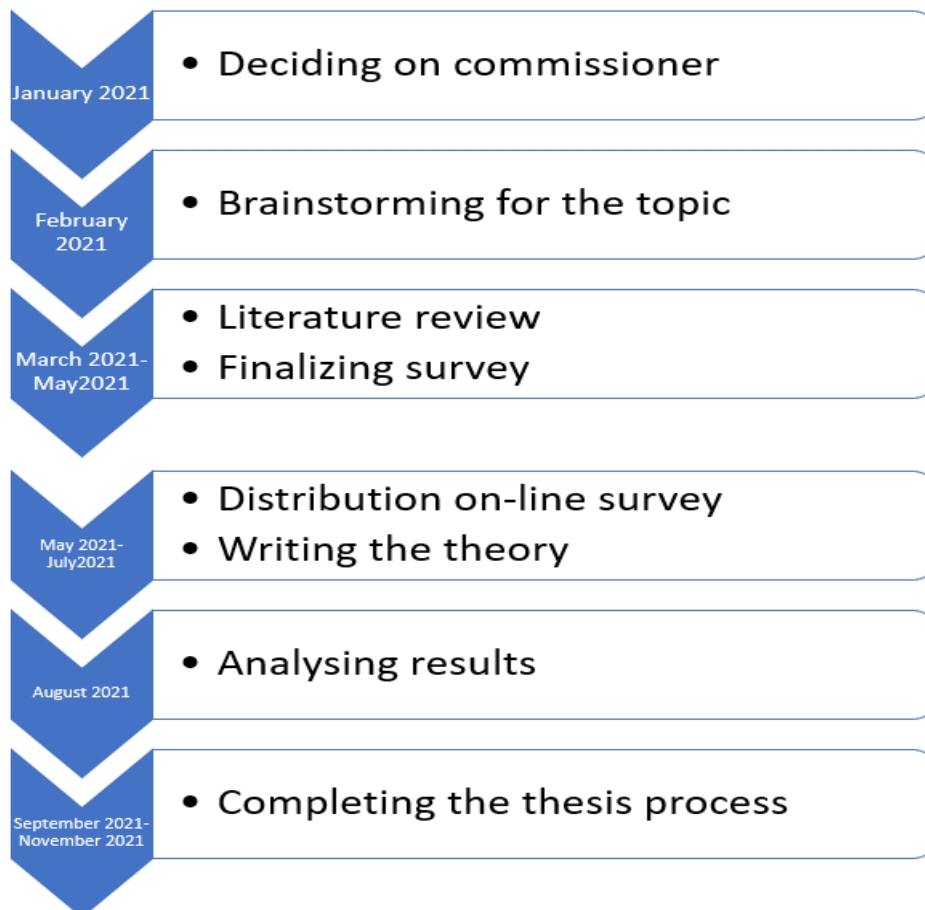 January 2021
• Deciding on commissioner
February
2021
• Brainstorming for the topic
March 2021-
May2021
• Literature review
• Finalizing survey
May 2021-
July2021
• Distribution on-line survey
• Writing the theory
August 2021
• Analysing results
September 2021-
November 2021
• Completing the thesis process